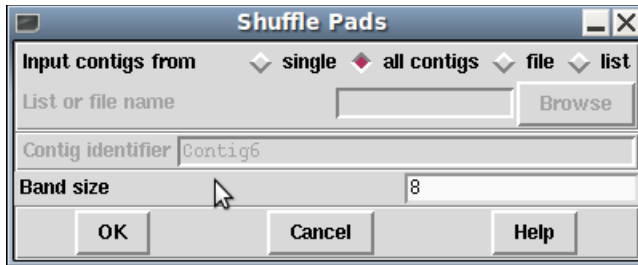 Shuffle Pads
Input contigs from single all contigs file list
List or file name Browse
Contig identifier Contig6
Band size 8
OK Cancel Help